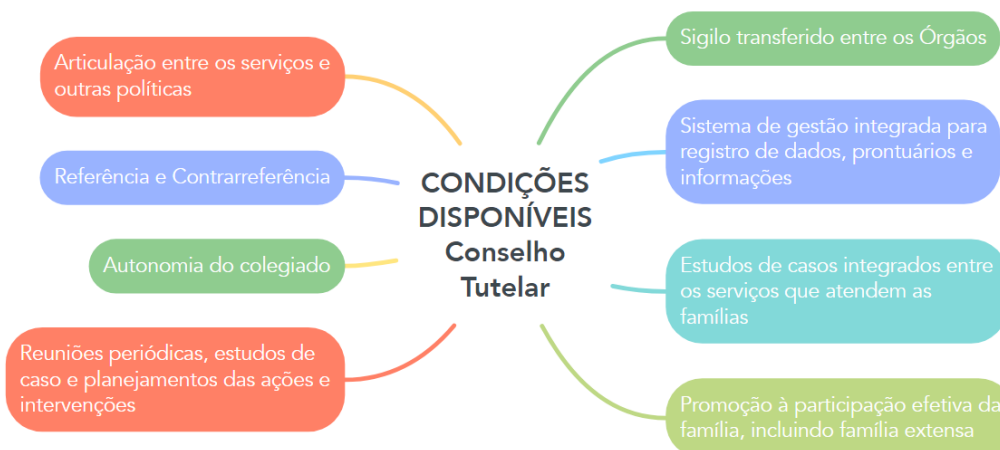 Articulação entre os serviços e
outras políticas
Referência e Contrarreferência
Autonomia do colegiado
Reuniões periódicas, estudos de
caso e planejamentos das ações e
intervenções
CONDIÇÕES
DISPONÍVEIS
Conselho
Tutelar
Sigilo transferido entre os Órgãos
Sistema de gestão integrada para
registro de dados, prontuários e
informações
Estudos de casos integrados entre
os serviços que atendem as
famílias
Promoção à participação efetiva da
família, incluindo família extensa